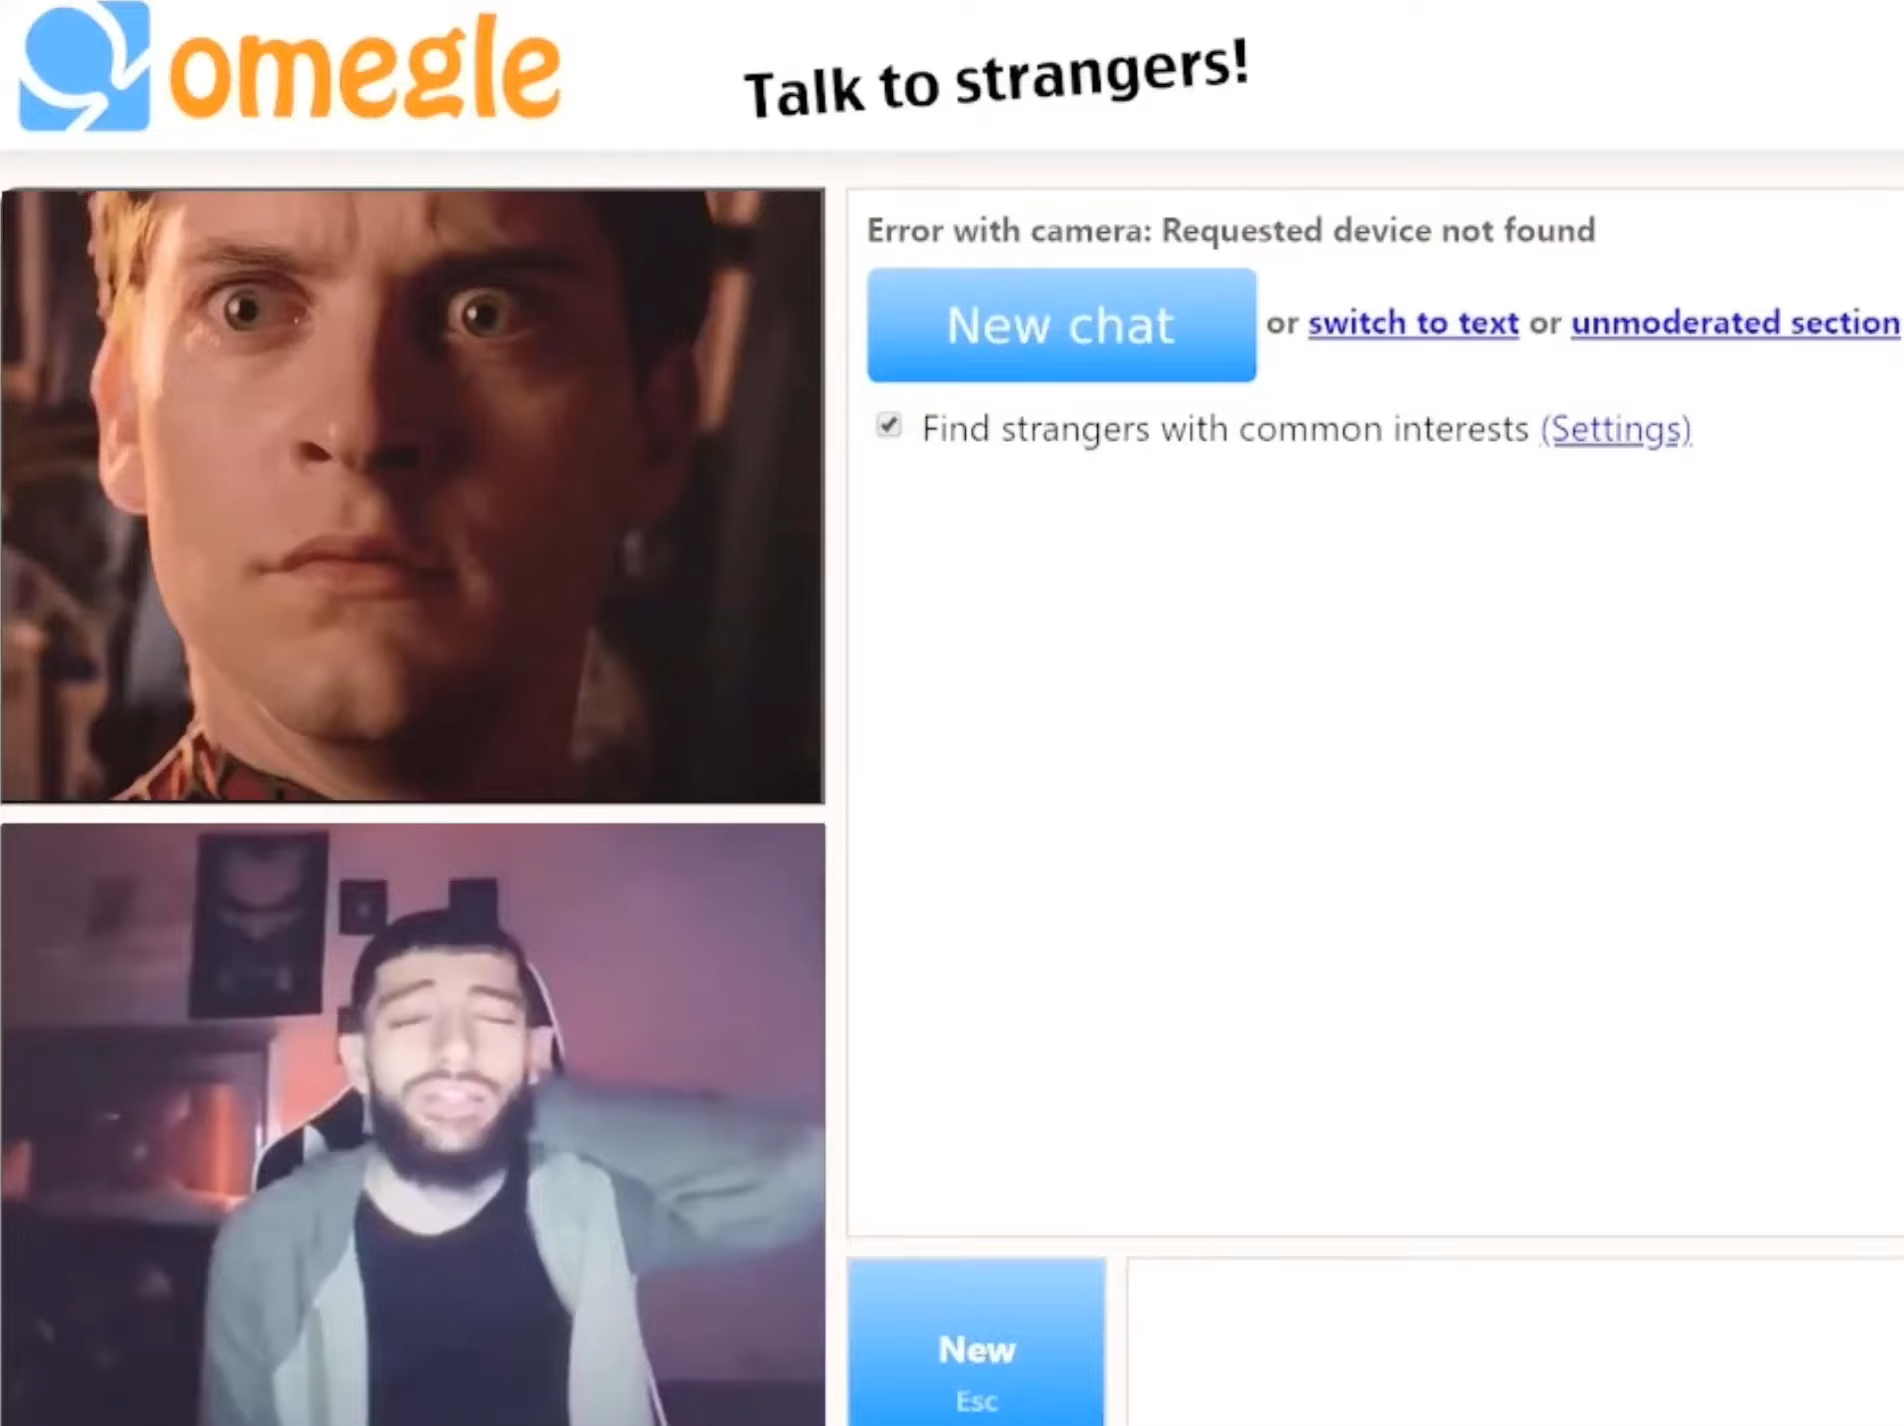 omegle
Talk to strangers!
Error with camera: Requested device not found
New chat or switch to text or unmoderated section
Find strangers with common interests (Settings)
New
Esc